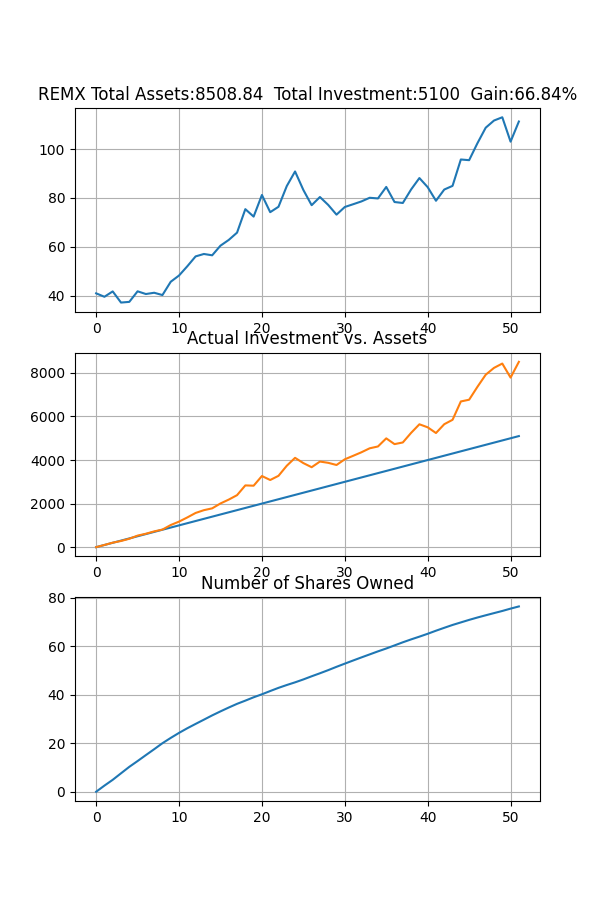 REMX Total Assets:8508.84  Total Investment:5100  Gain:66.84%
100
80
60
40
0 10 20 30 40 50
Actual Investment vs. Assets
8000
6000
4000
2000
0
0 10 20 30 40 50
Number of Shares Owned
80
60
40
20
0
0 10 20 30 40 50